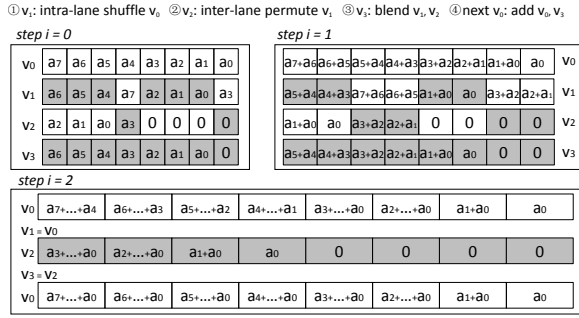 ①v₁: intra-lane shuffle v₀ ②v₂: inter-lane permute v₁ ③v₃: blend v₁, v₂ ④next v₀: add v₀, v₃
step i = 0
v₀ a₇ a₆ a₅ a₄ a₃ a₂ a₁ a₀
v₁ a₆ a₅ a₄ a₇ a₂ a₁ a₀ a₃
v₂ a₂ a₁ a₀ a₃ 0 0 0 0
v₃ a₆ a₅ a₄ a₃ a₂ a₁ a₀ 0
step i = 1
a₇+a₆ a₆+a₅ a₅+a₄ a₄+a₃ a₃+a₂ a₂+a₁ a₁+a₀ a₀ v₀
a₅+a₄ a₄+a₃ a₇+a₆ a₆+a₅ a₁+a₀ a₀ a₃+a₂ a₂+a₁ v₁
a₁+a₀ a₀ a₃+a₂ a₂+a₁ 0 0 0 0 v₂
a₅+a₄ a₄+a₃ a₃+a₂ a₂+a₁ a₁+a₀ a₀ 0 0 v₃
step i = 2
v₀ a₇+...+a₄ a₆+...+a₃ a₅+...+a₂ a₄+...+a₁ a₃+...+a₀ a₂+...+a₀ a₁+a₀ a₀
v₁ = v₀
v₂ a₃+...+a₀ a₂+...+a₀ a₁+a₀ a₀ 0 0 0 0
v₃ = v₂
v₀ a₇+...+a₀ a₆+...+a₀ a₅+...+a₀ a₄+...+a₀ a₃+...+a₀ a₂+...+a₀ a₁+a₀ a₀